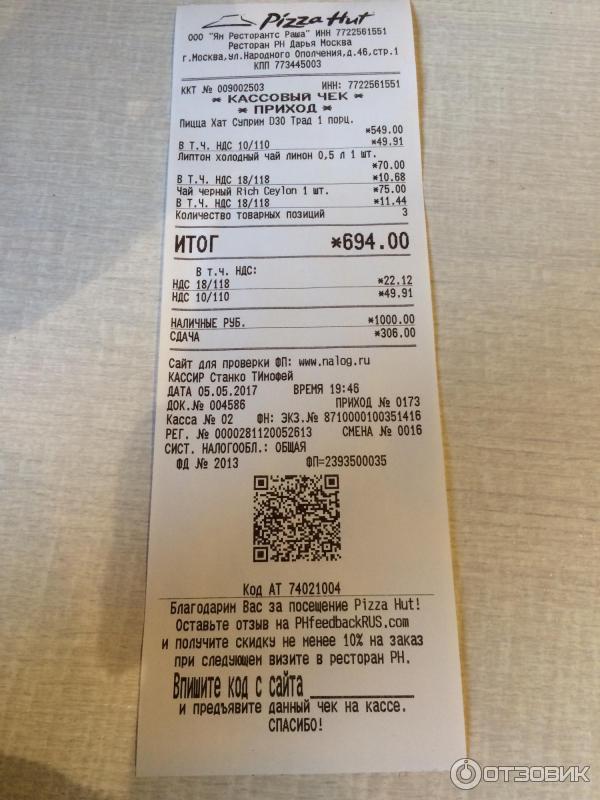 Pizza Hut
ООО "Ям Ресторантс Раша" ИНН 7722561551
Ресторан PH Дарья Москва
г.Москва,ул.Народного Ополчения,д.46,стр.1
КПП 773445003
ККТ № 009002503 ИНН: 7722561551
* КАССОВЫЙ ЧЕК *
* ПРИХОД *
Пицца Хат Суприм D30 Трад 1 порц.
*549.00
В Т.Ч. НДС 10/110 *49.91
Липтон холодный чай лимон 0,5 л 1 шт.
*70.00
В Т.Ч. НДС 18/118 *10.68
Чай черный Rich Ceylon 1 шт. *75.00
В Т.Ч. НДС 18/118 *11.44
Количество товарных позиций 3
ИТОГ *694.00
В т.ч. НДС:
НДС 18/118 *22.12
НДС 10/110 *49.91
НАЛИЧНЫЕ РУБ. *1000.00
СДАЧА *306.00
Сайт для проверки ФП: www.nalog.ru
КАССИР Станко ТИмофей
ДАТА 05.05.2017 ВРЕМЯ 19:46
ДОК.№ 004586 ПРИХОД № 0173
Касса № 02 ФН: ЭКЗ.№ 8710000100351416
РЕГ. № 0000281120052613 СМЕНА № 0016
СИСТ. НАЛОГООБЛ.: ОБЩАЯ
ФД № 2013 ФП=2393500035
Код АТ 74021004
Благодарим Вас за посещение Pizza Hut!
Оставьте отзыв на PHfeedbackRUS.com
и получите скидку не менее 10% на заказ
при следующем визите в ресторан PH.
Впишите код с сайта
и предъявите данный чек на кассе.
СПАСИБО!
ОТЗОВИК